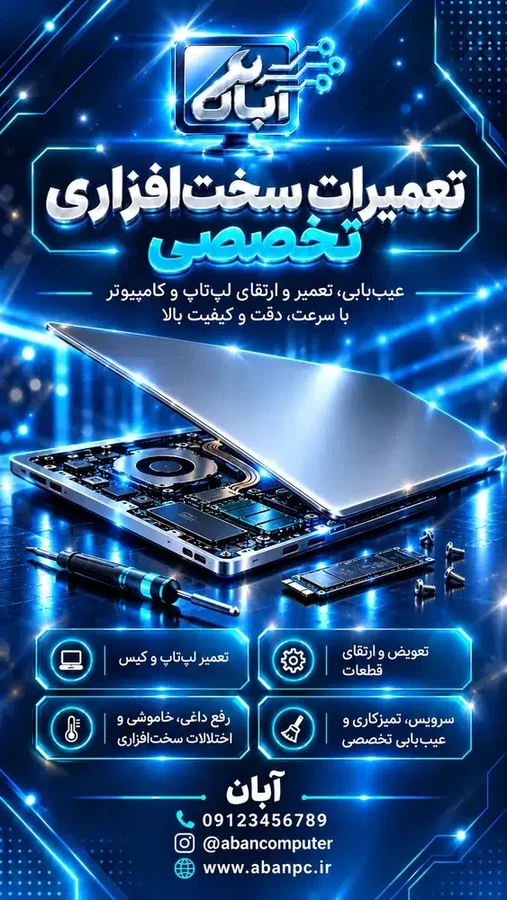 آبان
تعمیرات سخت‌افزاری
تخصصی
عیب‌یابی، تعمیر و ارتقای لپ‌تاپ و کامپیوتر
با سرعت، دقت و کیفیت بالا
تعویض و ارتقای
قطعات
تعمیر لپ‌تاپ و کیس
سرویس، تمیزکاری و
عیب‌یابی تخصصی
رفع داغی، خاموشی و
اختلالات سخت‌افزاری
آبان
09123456789
@abancomputer
www.abanpc.ir